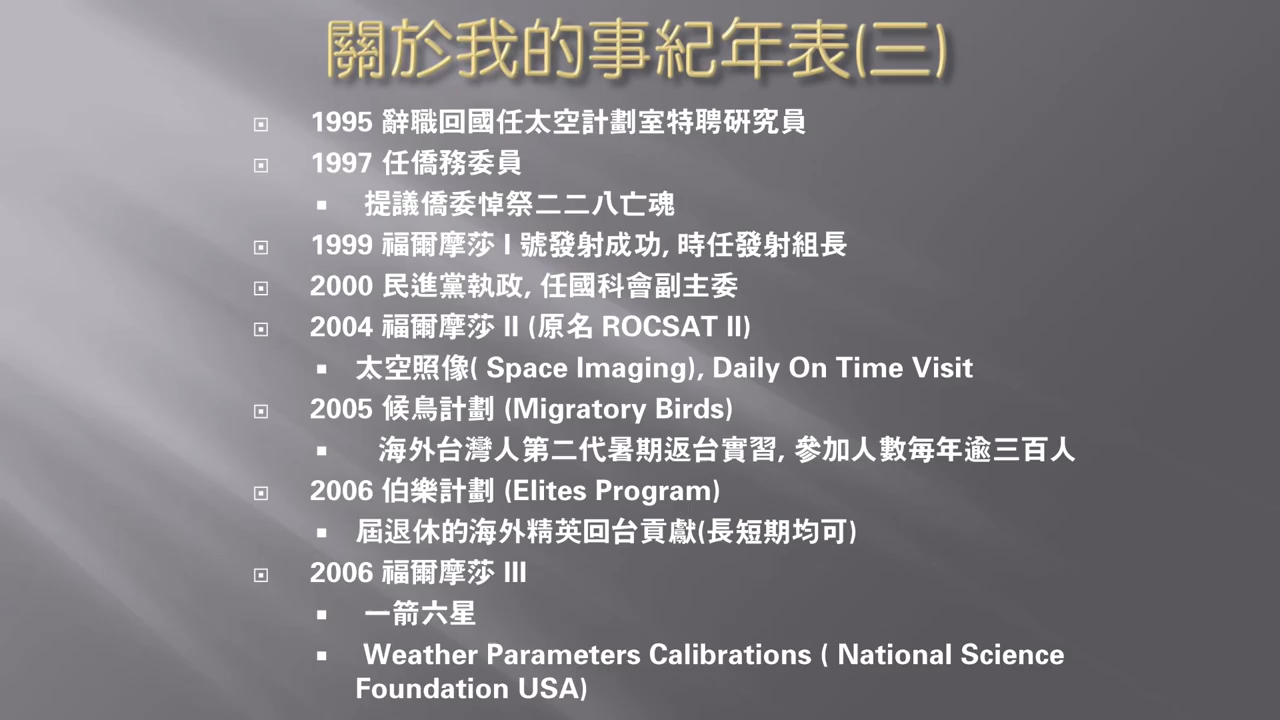 關於我的事紀年表(三)
1995 辭職回國任太空計劃室特聘研究員
1997 任僑務委員
提議僑委悼祭二二八亡魂
1999 福爾摩莎 I 號發射成功, 時任發射組長
2000 民進黨執政, 任國科會副主委
2004 福爾摩莎 II (原名 ROCSAT II)
太空照像( Space Imaging), Daily On Time Visit
2005 候鳥計劃 (Migratory Birds)
海外台灣人第二代暑期返台實習, 參加人數每年逾三百人
2006 伯樂計劃 (Elites Program)
屆退休的海外精英回台貢獻(長短期均可)
2006 福爾摩莎 III
一箭六星
Weather Parameters Calibrations ( National Science
Foundation USA)